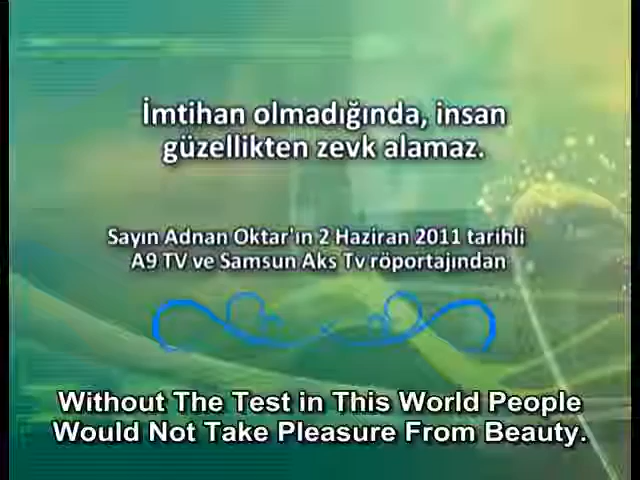 İmtihan olmadığında, insan
güzellikten zevk alamaz.
Sayın Adnan Oktar'ın 2 Haziran 2011 tarihli
A9 TV ve Samsun Aks Tv röportajından
Without The Test in This World People
Would Not Take Pleasure From Beauty.